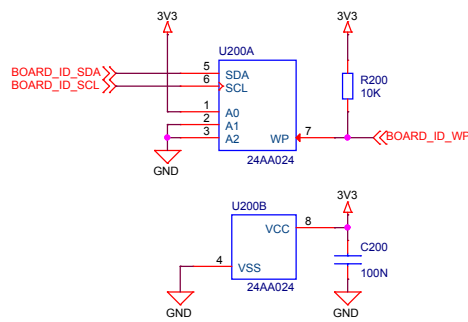 3V3
3V3
U200A
BOARD_ID_SDA 5 SDA
BOARD_ID_SCL 6 SCL
R200
10K
1 A0
2 A1
3 A2
WP 7 BOARD_ID_WP
GND
24AA024
3V3
U200B
VCC 8
C200
100N
4 VSS
24AA024
GND
GND